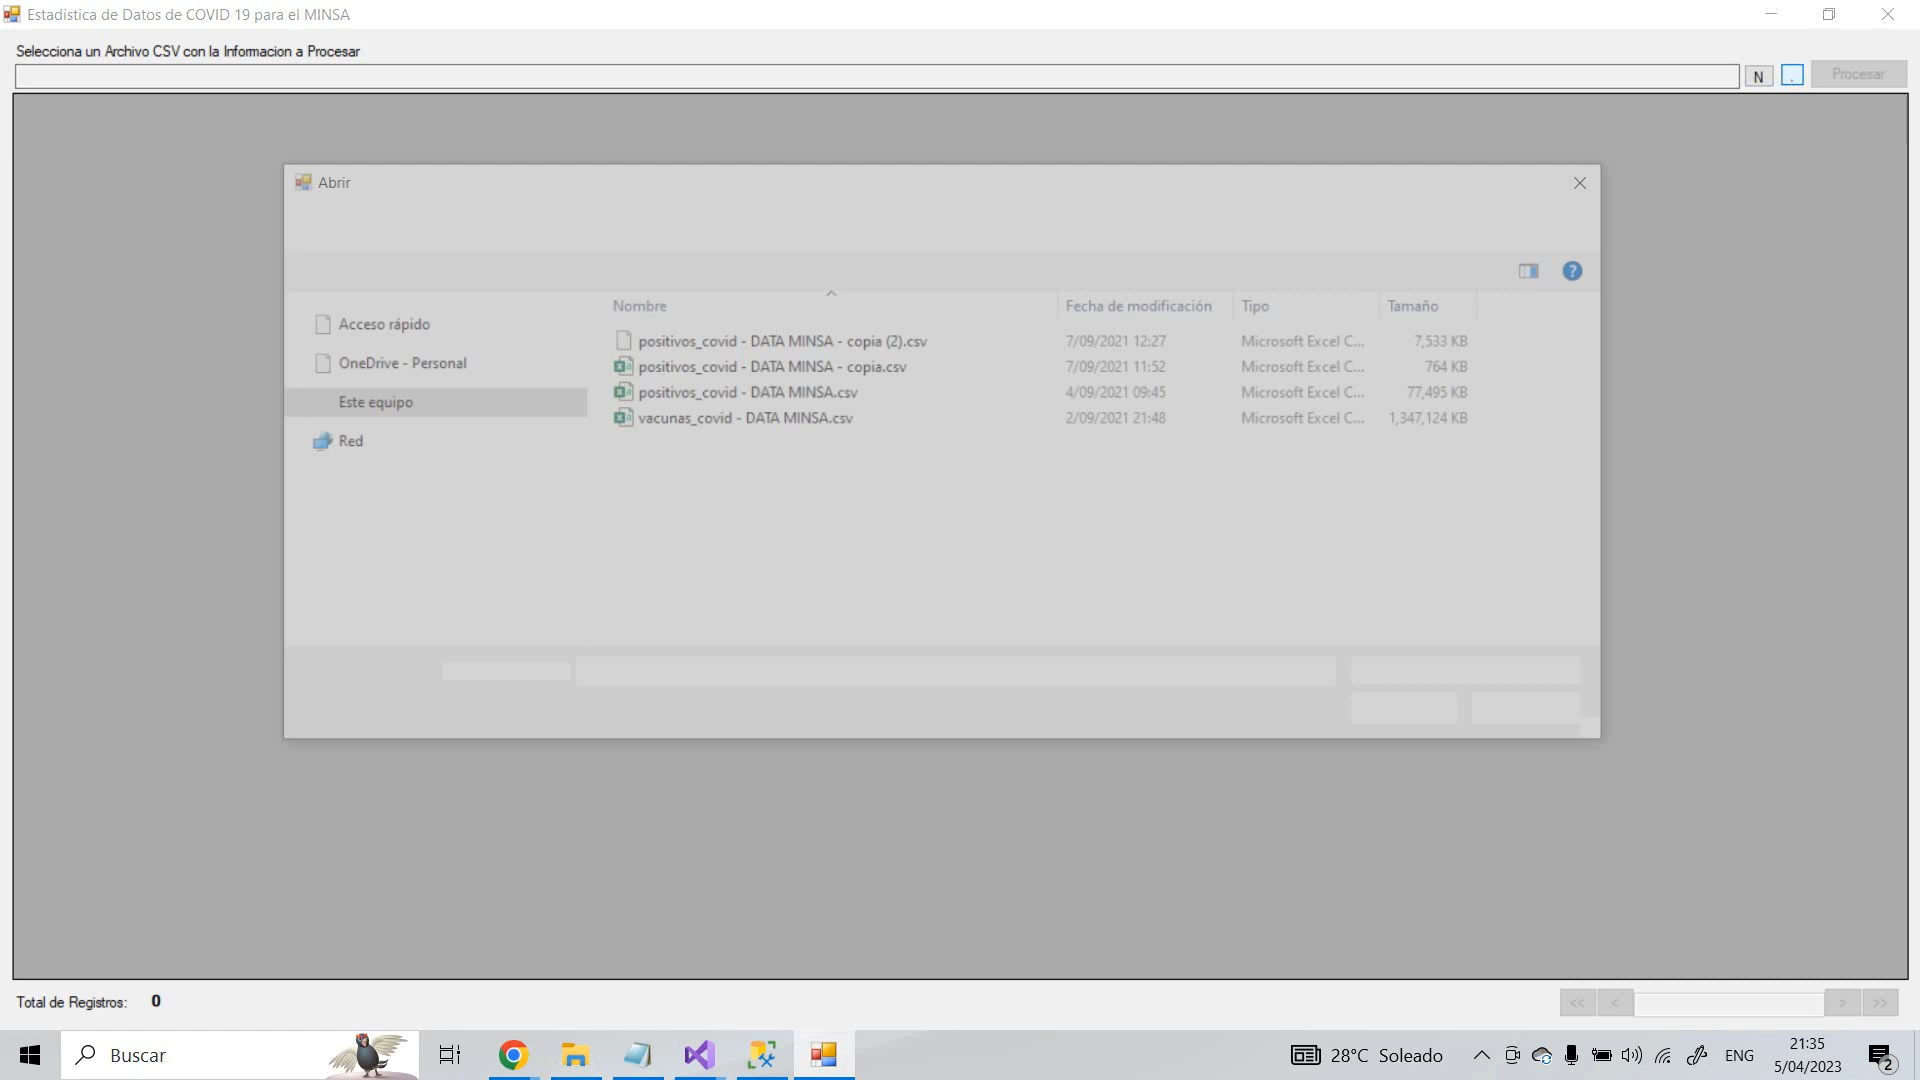 Estadistica de Datos de COVID 19 para el MINSA
Selecciona un Archivo CSV con la Informacion a Procesar
N . Procesar
Abrir
Nombre Fecha de modificación Tipo Tamaño
Acceso rápido
OneDrive - Personal
Este equipo
Red
positivos_covid - DATA MINSA - copia (2).csv 7/09/2021 12:27 Microsoft Excel C... 7,533 KB
positivos_covid - DATA MINSA - copia.csv 7/09/2021 11:52 Microsoft Excel C... 764 KB
positivos_covid - DATA MINSA.csv 4/09/2021 09:45 Microsoft Excel C... 77,495 KB
vacunas_covid - DATA MINSA.csv 2/09/2021 21:48 Microsoft Excel C... 1,347,124 KB
Total de Registros: 0
<< < > >>
Buscar
28°C Soleado
ENG
21:35
5/04/2023
2